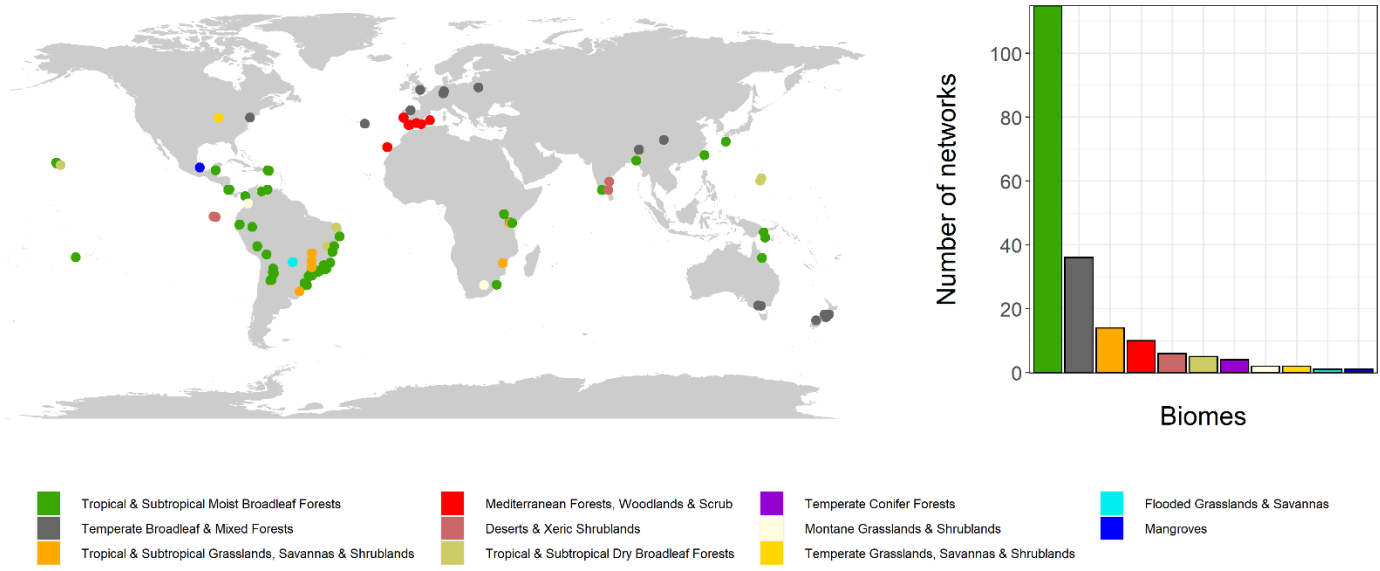 100
80
60
40
20
0
Number of networks
Biomes
Tropical & Subtropical Moist Broadleaf Forests
Temperate Broadleaf & Mixed Forests
Tropical & Subtropical Grasslands, Savannas & Shrublands
Mediterranean Forests, Woodlands & Scrub
Deserts & Xeric Shrublands
Tropical & Subtropical Dry Broadleaf Forests
Temperate Conifer Forests
Montane Grasslands & Shrublands
Temperate Grasslands, Savannas & Shrublands
Flooded Grasslands & Savannas
Mangroves